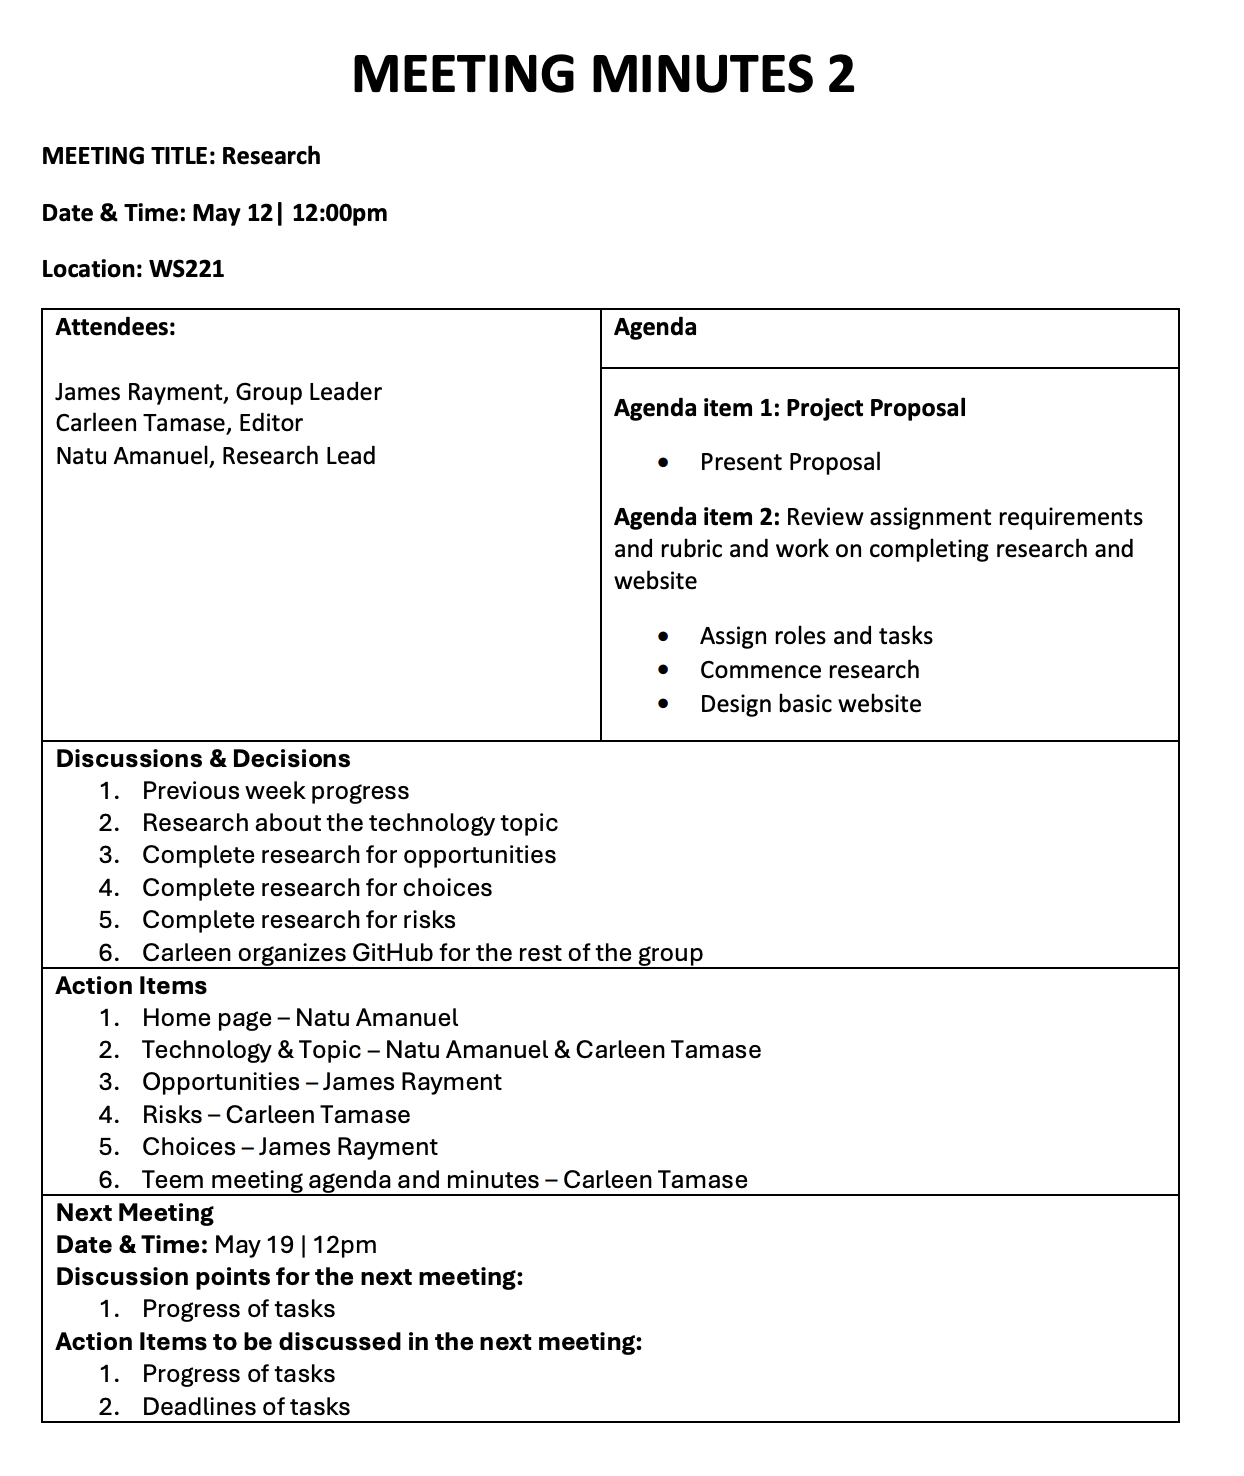 MEETING MINUTES 2
MEETING TITLE: Research
Date & Time: May 12| 12:00pm
Location: WS221
Attendees:
James Rayment, Group Leader
Carleen Tamase, Editor
Natu Amanuel, Research Lead
Agenda
Agenda item 1: Project Proposal
• Present Proposal
Agenda item 2: Review assignment requirements
and rubric and work on completing research and
website
• Assign roles and tasks
• Commence research
• Design basic website
Discussions & Decisions
1. Previous week progress
2. Research about the technology topic
3. Complete research for opportunities
4. Complete research for choices
5. Complete research for risks
6. Carleen organizes GitHub for the rest of the group
Action Items
1. Home page – Natu Amanuel
2. Technology & Topic – Natu Amanuel & Carleen Tamase
3. Opportunities – James Rayment
4. Risks – Carleen Tamase
5. Choices – James Rayment
6. Teem meeting agenda and minutes – Carleen Tamase
Next Meeting
Date & Time: May 19 | 12pm
Discussion points for the next meeting:
1. Progress of tasks
Action Items to be discussed in the next meeting:
1. Progress of tasks
2. Deadlines of tasks